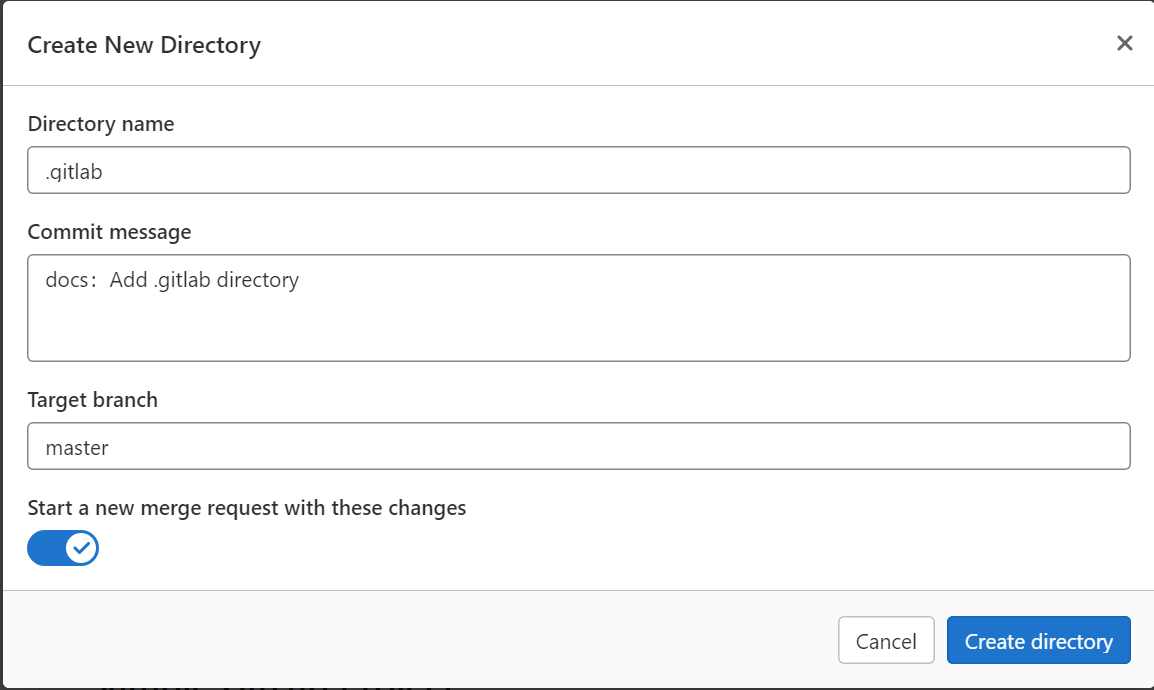 Create New Directory
Directory name
.gitlab
Commit message
docs: Add .gitlab directory
Target branch
master
Start a new merge request with these changes
Cancel
Create directory